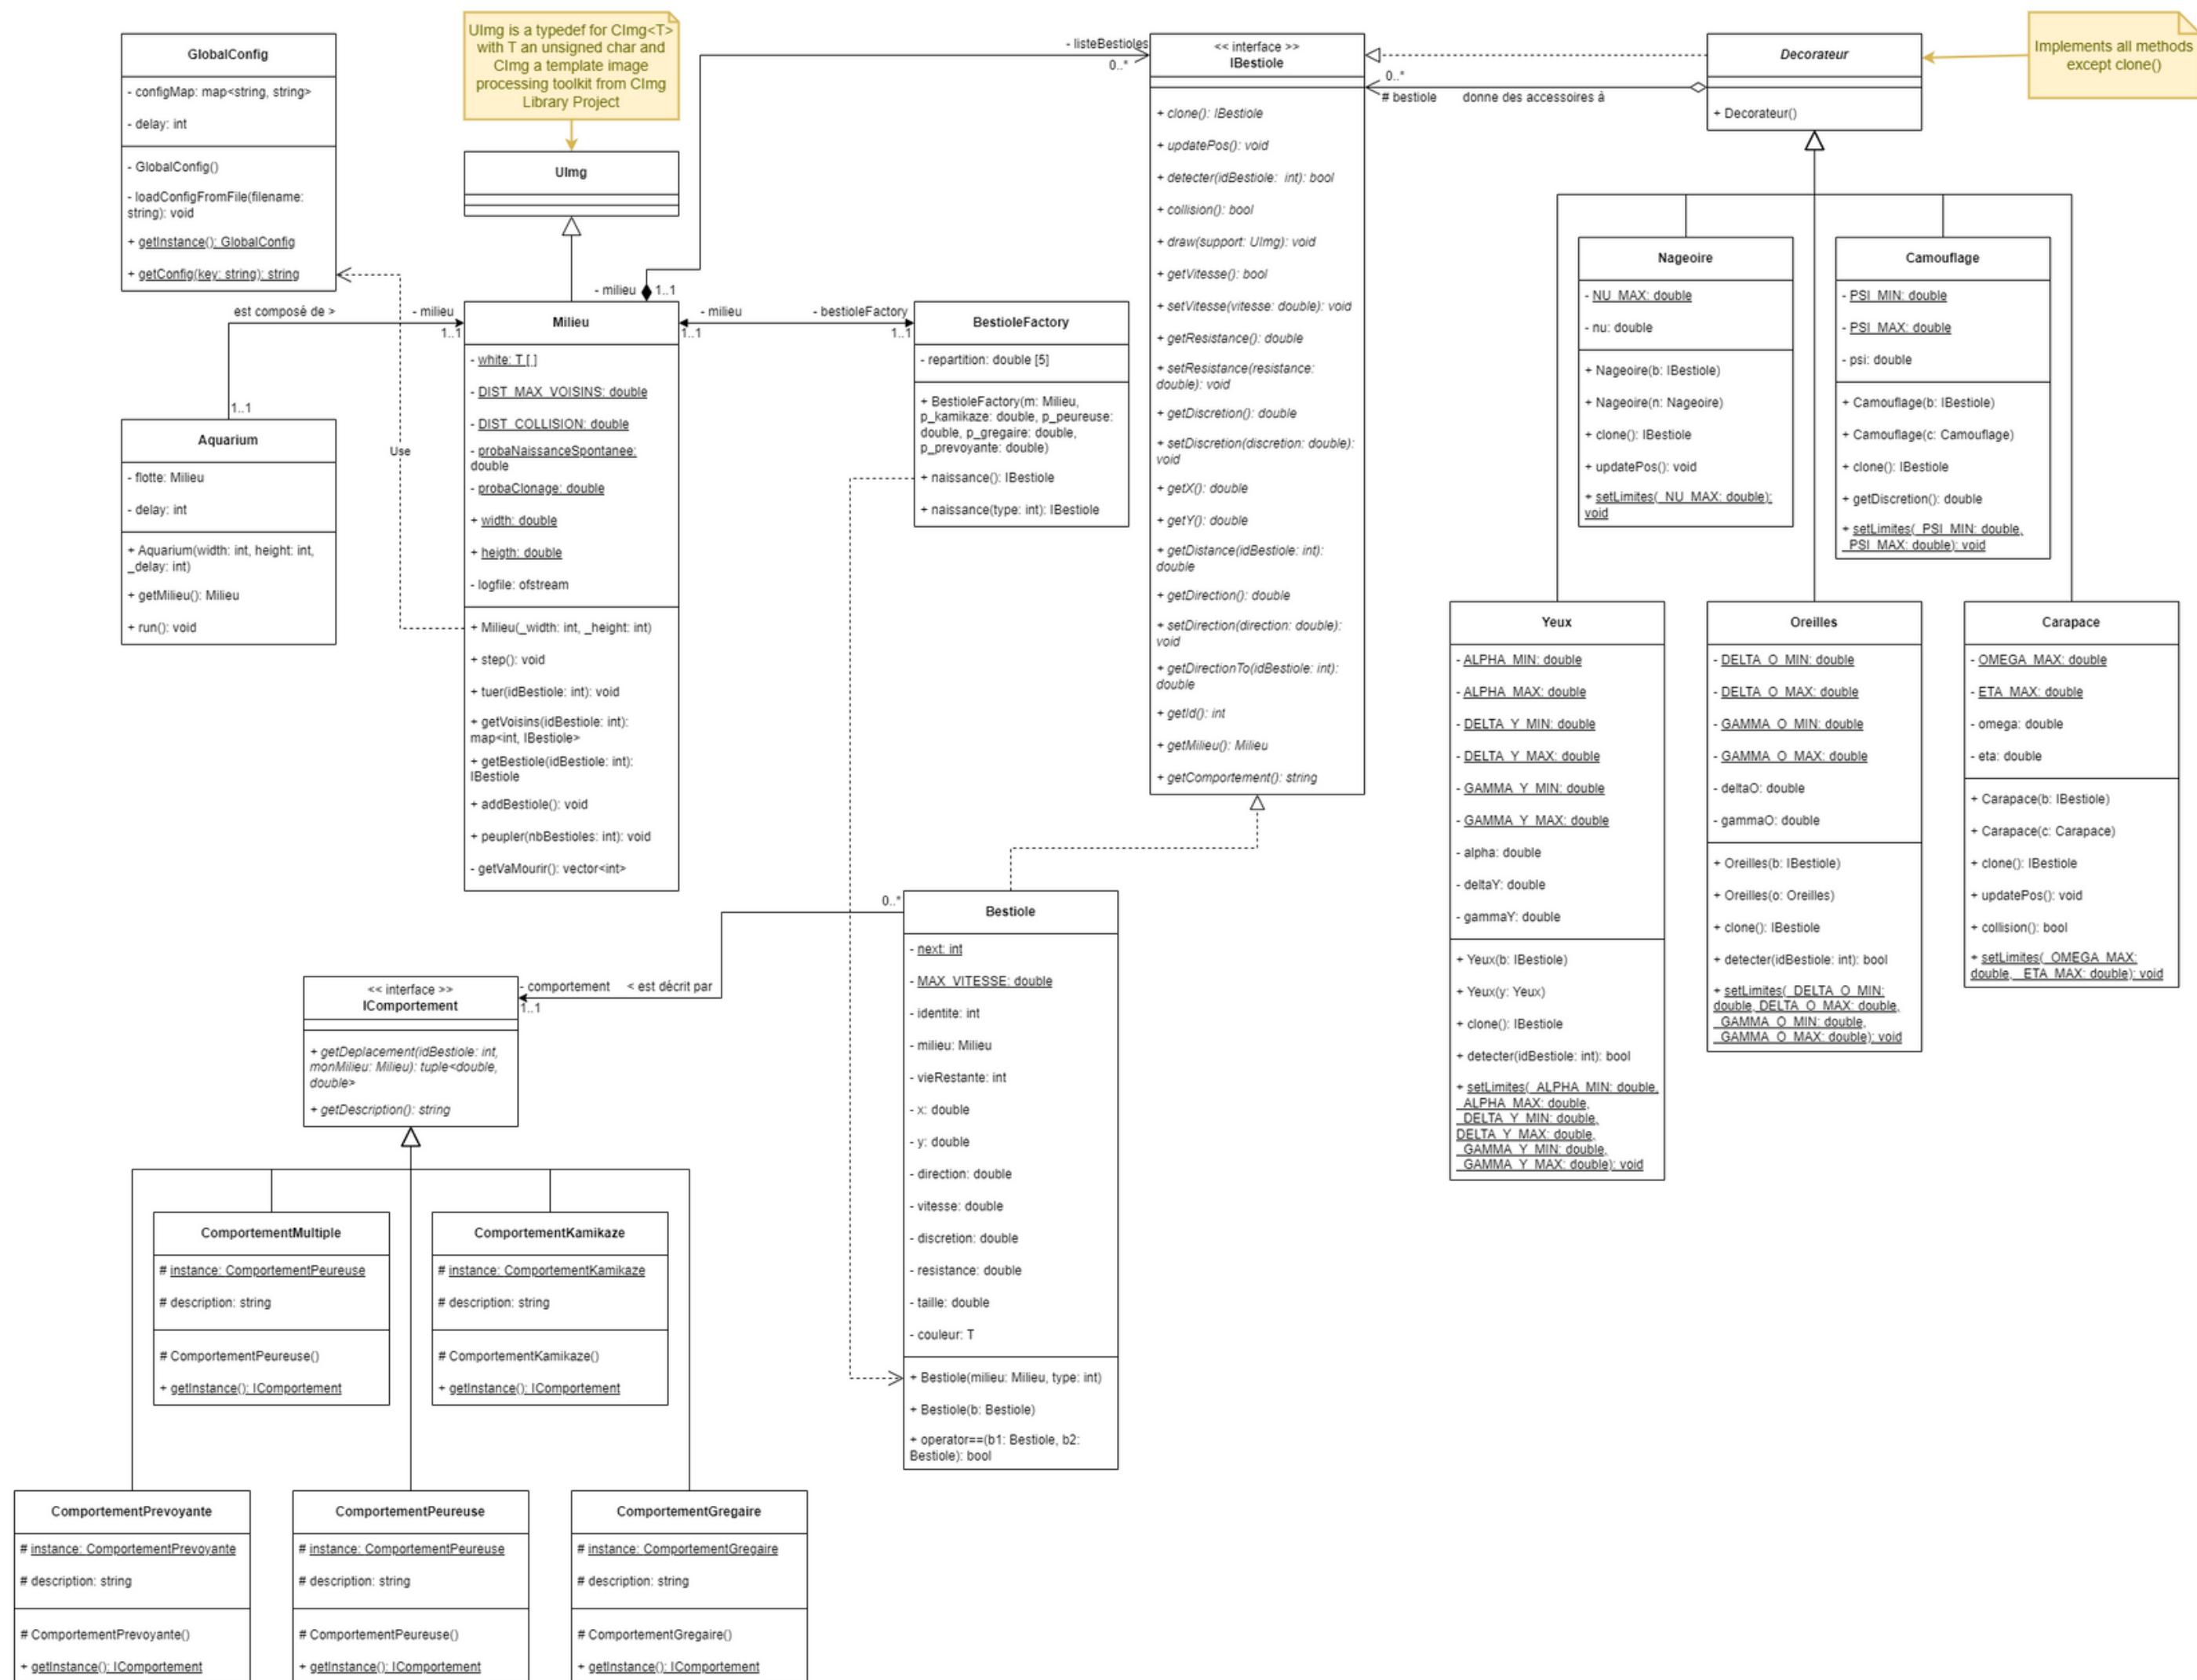 UImg is a typedef for CImg<T>
with T an unsigned char and
CImg a template image
processing toolkit from CImg
Library Project
Implements all methods
except clone()
GlobalConfig
- configMap: map<string, string>
- delay: int
- GlobalConfig()
- loadConfigFromFile(filename:
string): void
+ getInstance(): GlobalConfig
+ getConfig(key: string): string
UImg
- listeBestioles
0..*
<< interface >>
IBestiole
+ clone(): IBestiole
+ updatePos(): void
+ detecter(idBestiole: int): bool
+ collision(): bool
+ draw(support: UImg): void
+ getVitesse(): bool
+ setVitesse(vitesse: double): void
+ getResistance(): double
+ setResistance(resistance:
double): void
+ getDiscretion(): double
+ setDiscretion(discretion: double):
void
+ getX(): double
+ getY(): double
+ getDistance(idBestiole: int):
double
+ getDirection(): double
+ setDirection(direction: double):
void
+ getDirectionTo(idBestiole: int):
double
+ getId(): int
+ getMilieu(): Milieu
+ getComportement(): string
0..*
# bestiole
donne des accessoires à
Decorateur
+ Decorateur()
- milieu
1..1
est composé de >
- milieu
1..1
1..1
Use
Milieu
- white: T [ ]
- DIST_MAX_VOISINS: double
- DIST_COLLISION: double
- probaNaissanceSpontanee:
double
- probaClonage: double
+ width: double
+ heigth: double
- logfile: ofstream
+ Milieu(_width: int, _height: int)
+ step(): void
+ tuer(idBestiole: int): void
+ getVoisins(idBestiole: int):
map<int, IBestiole>
+ getBestiole(idBestiole: int):
IBestiole
+ addBestiole(): void
+ peupler(nbBestioles: int): void
- getVaMourir(): vector<int>
- milieu
1..1
- bestioleFactory
1..1
BestioleFactory
- repartition: double [5]
+ BestioleFactory(m: Milieu,
p_kamikaze: double, p_peureuse:
double, p_gregaire: double,
p_prevoyante: double)
+ naissance(): IBestiole
+ naissance(type: int): IBestiole
Aquarium
- flotte: Milieu
- delay: int
+ Aquarium(width: int, height: int,
_delay: int)
+ getMilieu(): Milieu
+ run(): void
Nageoire
- NU_MAX: double
- nu: double
+ Nageoire(b: IBestiole)
+ Nageoire(n: Nageoire)
+ clone(): IBestiole
+ updatePos(): void
+ setLimites(_NU_MAX: double):
void
Camouflage
- PSI_MIN: double
- PSI_MAX: double
- psi: double
+ Camouflage(b: IBestiole)
+ Camouflage(c: Camouflage)
+ clone(): IBestiole
+ getDiscretion(): double
+ setLimites(_PSI_MIN: double,
_PSI_MAX: double): void
Yeux
- ALPHA_MIN: double
- ALPHA_MAX: double
- DELTA_Y_MIN: double
- DELTA_Y_MAX: double
- GAMMA_Y_MIN: double
- GAMMA_Y_MAX: double
- alpha: double
- deltaY: double
- gammaY: double
+ Yeux(b: IBestiole)
+ Yeux(y: Yeux)
+ clone(): IBestiole
+ detecter(idBestiole: int): bool
+ setLimites(_ALPHA_MIN: double,
_ALPHA_MAX: double,
_DELTA_Y_MIN: double,
DELTA_Y_MAX: double,
_GAMMA_Y_MIN: double,
_GAMMA_Y_MAX: double): void
Oreilles
- DELTA_O_MIN: double
- DELTA_O_MAX: double
- GAMMA_O_MIN: double
- GAMMA_O_MAX: double
- deltaO: double
- gammaO: double
+ Oreilles(b: IBestiole)
+ Oreilles(o: Oreilles)
+ clone(): IBestiole
+ detecter(idBestiole: int): bool
+ setLimites(_DELTA_O_MIN:
double, DELTA_O_MAX: double,
_GAMMA_O_MIN: double,
_GAMMA_O_MAX: double): void
Carapace
- OMEGA_MAX: double
- ETA_MAX: double
- omega: double
- eta: double
+ Carapace(b: IBestiole)
+ Carapace(c: Carapace)
+ clone(): IBestiole
+ updatePos(): void
+ collision(): bool
+ setLimites(_OMEGA_MAX:
double, _ETA_MAX: double): void
0..*
- comportement
< est décrit par
1..1
Bestiole
- next: int
- MAX_VITESSE: double
- identite: int
- milieu: Milieu
- vieRestante: int
- x: double
- y: double
- direction: double
- vitesse: double
- discretion: double
- resistance: double
- taille: double
- couleur: T
+ Bestiole(milieu: Milieu, type: int)
+ Bestiole(b: Bestiole)
+ operator==(b1: Bestiole, b2:
Bestiole): bool
<< interface >>
IComportement
+ getDeplacement(idBestiole: int,
monMilieu: Milieu): tuple<double,
double>
+ getDescription(): string
ComportementMultiple
# instance: ComportementPeureuse
# description: string
# ComportementPeureuse()
+ getInstance(): IComportement
ComportementKamikaze
# instance: ComportementKamikaze
# description: string
# ComportementKamikaze()
+ getInstance(): IComportement
ComportementPrevoyante
# instance: ComportementPrevoyante
# description: string
# ComportementPrevoyante()
+ getInstance(): IComportement
ComportementPeureuse
# instance: ComportementPeureuse
# description: string
# ComportementPeureuse()
+ getInstance(): IComportement
ComportementGregaire
# instance: ComportementGregaire
# description: string
# ComportementGregaire()
+ getInstance(): IComportement